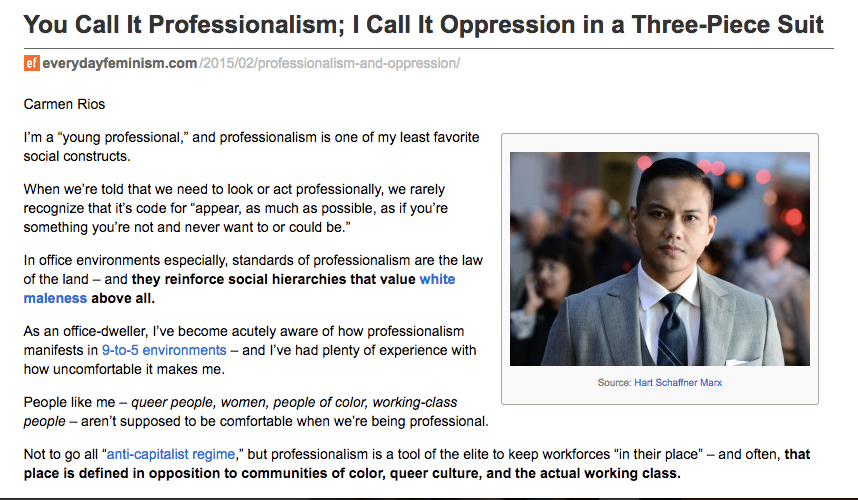 You Call It Professionalism; I Call It Oppression in a Three-Piece Suit
ef everydayfeminism.com/2015/02/professionalism-and-oppression/
Carmen Rios
I’m a “young professional,” and professionalism is one of my least favorite
social constructs.
When we’re told that we need to look or act professionally, we rarely
recognize that it’s code for “appear, as much as possible, as if you’re
something you’re not and never want to or could be.”
In office environments especially, standards of professionalism are the law
of the land – and they reinforce social hierarchies that value white
maleness above all.
As an office-dweller, I’ve become acutely aware of how professionalism
manifests in 9-to-5 environments – and I’ve had plenty of experience with
how uncomfortable it makes me.
People like me – queer people, women, people of color, working-class
people – aren’t supposed to be comfortable when we’re being professional.
Not to go all “anti-capitalist regime,” but professionalism is a tool of the elite to keep workforces “in their place” – and often, that
place is defined in opposition to communities of color, queer culture, and the actual working class.
Source: Hart Schaffner Marx